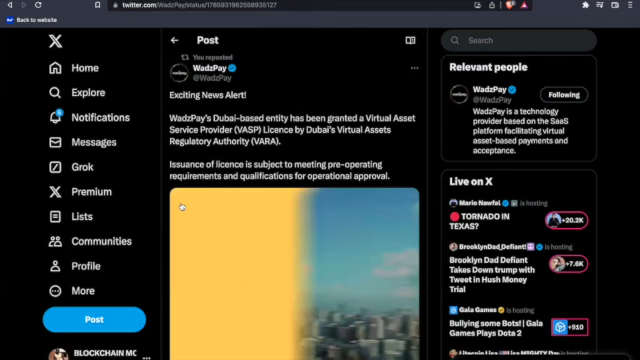 twitter.com/WadzPay/status/1785931962558935127
Back to website
Post
Search
Home
Explore
Notifications
Messages
Grok
Premium
Lists
Communities
Profile
More
Post
BLOCKCHAIN MO
You reposted
WadzPay
@WadzPay
Exciting News Alert!
WadzPay's Dubai-based entity has been granted a Virtual Asset
Service Provider (VASP) Licence by Dubai's Virtual Assets
Regulatory Authority (VARA).
Issuance of licence is subject to meeting pre-operating
requirements and qualifications for operational approval.
Relevant people
WadzPay
@WadzPay
Following
WadzPay is a technology
provider based on the SaaS
platform facilitating virtual
asset-based payments and
acceptance.
Live on X
Mario Nawfal is hosting
TORNADO IN
TEXAS?
+20.2K
Brooklyn Dad_Defiant! is hosting
Brooklyn Dad Defiant
Takes Down trump with
Tweets in Hush Money
Trial
+7.6K
Gala Games is hosting
Bullying some Bots! | Gala
Games Plays Dota 2
+910